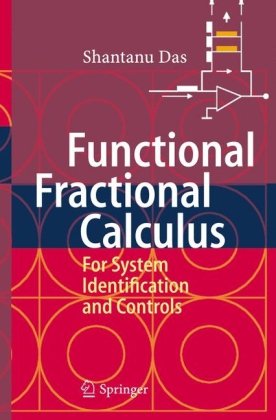 Shantanu Das
Functional
Fractional
Calculus
For System
Identification
and Controls
Springer